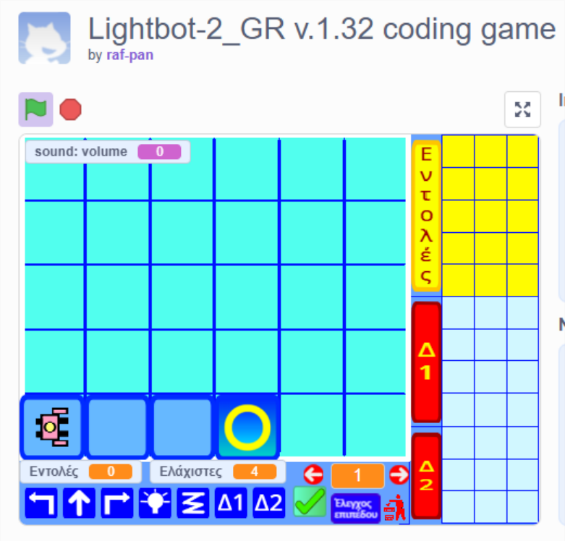 Lightbot-2_GR v.1.32 coding game
by raf-pan
sound: volume 0
Εντολές
Δ1
Δ2
Εντολές 0
Ελάχιστες 4
1
Δ1 Δ2
Έλεγχος
επιπέδου